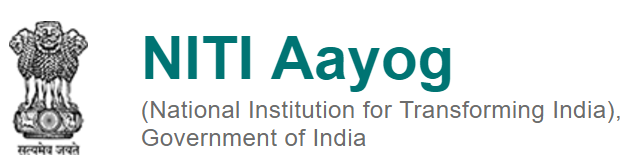 NITI Aayog
(National Institution for Transforming India),
Government of India
सत्यमेव जयते